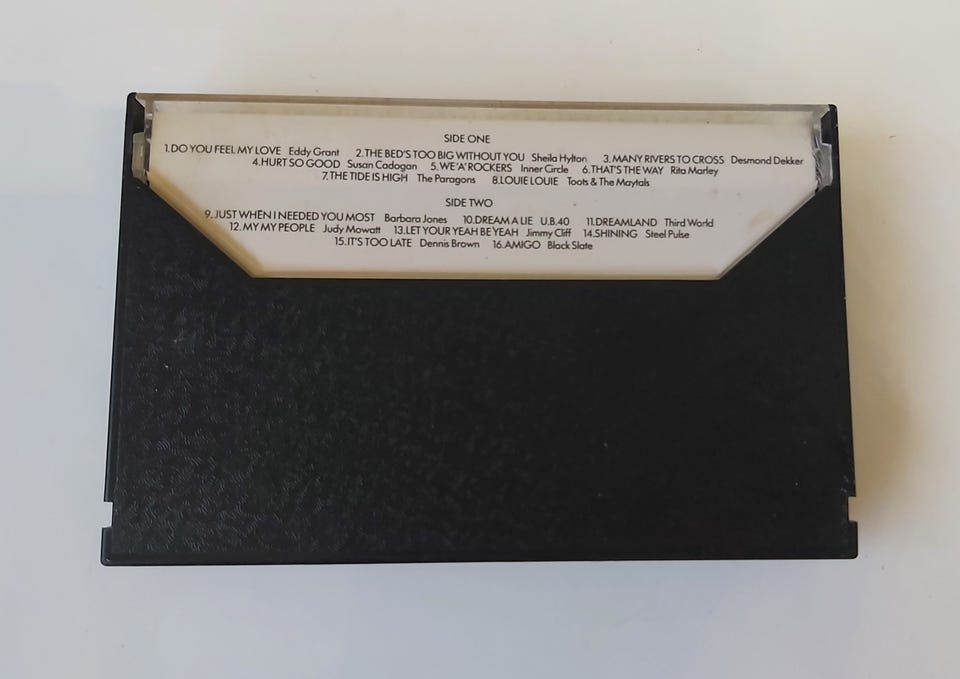 SIDE ONE
1.DO YOU FEEL MY LOVE Eddy Grant 2.THE BED'S TOO BIG WITHOUT YOU Sheila Hylton 3.MANY RIVERS TO CROSS Desmond Dekker
4.HURT SO GOOD Susan Cadogan 5.WE 'A' ROCKERS Inner Circle 6.THAT'S THE WAY Rita Marley
7.THE TIDE IS HIGH The Paragons 8.LOUIE LOUIE Toots & The Maytals
SIDE TWO
9.JUST WHEN I NEEDED YOU MOST Barbara Jones 10.DREAM A LIE U.B.40 11.DREAMLAND Third World
12.MY MY PEOPLE Judy Mowatt 13.LET YOUR YEAH BE YEAH Jimmy Cliff 14.SHINING Steel Pulse
15.IT'S TOO LATE Dennis Brown 16.AMIGO Black Slate